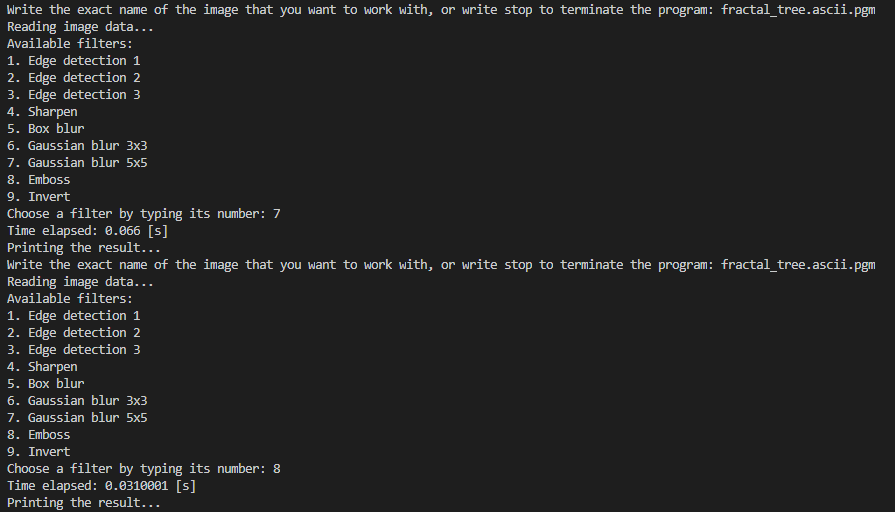 Write the exact name of the image that you want to work with, or write stop to terminate the program: fractal_tree.ascii.pgm
Reading image data...
Available filters:
1. Edge detection 1
2. Edge detection 2
3. Edge detection 3
4. Sharpen
5. Box blur
6. Gaussian blur 3x3
7. Gaussian blur 5x5
8. Emboss
9. Invert
Choose a filter by typing its number: 7
Time elapsed: 0.066 [s]
Printing the result...
Write the exact name of the image that you want to work with, or write stop to terminate the program: fractal_tree.ascii.pgm
Reading image data...
Available filters:
1. Edge detection 1
2. Edge detection 2
3. Edge detection 3
4. Sharpen
5. Box blur
6. Gaussian blur 3x3
7. Gaussian blur 5x5
8. Emboss
9. Invert
Choose a filter by typing its number: 8
Time elapsed: 0.0310001 [s]
Printing the result...